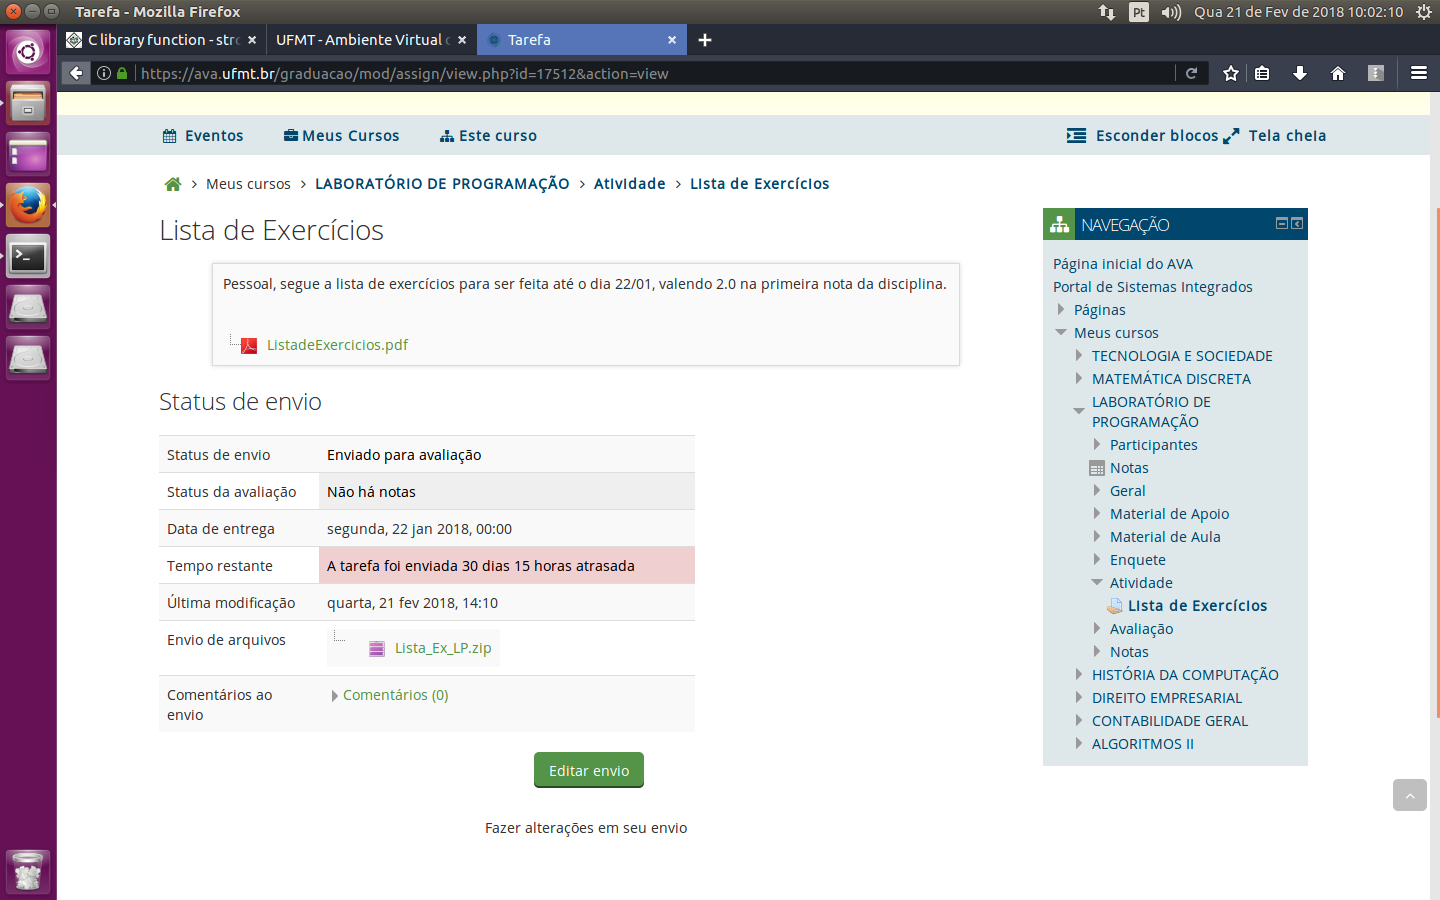 Tarefa - Mozilla Firefox
Pt
Qua 21 de Fev de 2018 10:02:10
C library function - str
UFMT - Ambiente Virtual
Tarefa
https://ava.ufmt.br/graduacao/mod/assign/view.php?id=17512&action=view
Eventos
Meus Cursos
Este curso
Esconder blocos
Tela cheia
Meus cursos > LABORATÓRIO DE PROGRAMAÇÃO > Atividade > Lista de Exercícios
Lista de Exercícios
Pessoal, segue a lista de exercícios para ser feita até o dia 22/01, valendo 2.0 na primeira nota da disciplina.
ListadeExercicios.pdf
Status de envio
Status de envio Enviado para avaliação
Status da avaliação Não há notas
Data de entrega segunda, 22 jan 2018, 00:00
Tempo restante A tarefa foi enviada 30 dias 15 horas atrasada
Última modificação quarta, 21 fev 2018, 14:10
Envio de arquivos Lista_Ex_LP.zip
Comentários ao
envio
Comentários (0)
Editar envio
Fazer alterações em seu envio
NAVEGAÇÃO
Página inicial do AVA
Portal de Sistemas Integrados
Páginas
Meus cursos
TECNOLOGIA E SOCIEDADE
MATEMÁTICA DISCRETA
LABORATÓRIO DE
PROGRAMAÇÃO
Participantes
Notas
Geral
Material de Apoio
Material de Aula
Enquete
Atividade
Lista de Exercícios
Avaliação
Notas
HISTÓRIA DA COMPUTAÇÃO
DIREITO EMPRESARIAL
CONTABILIDADE GERAL
ALGORITMOS II